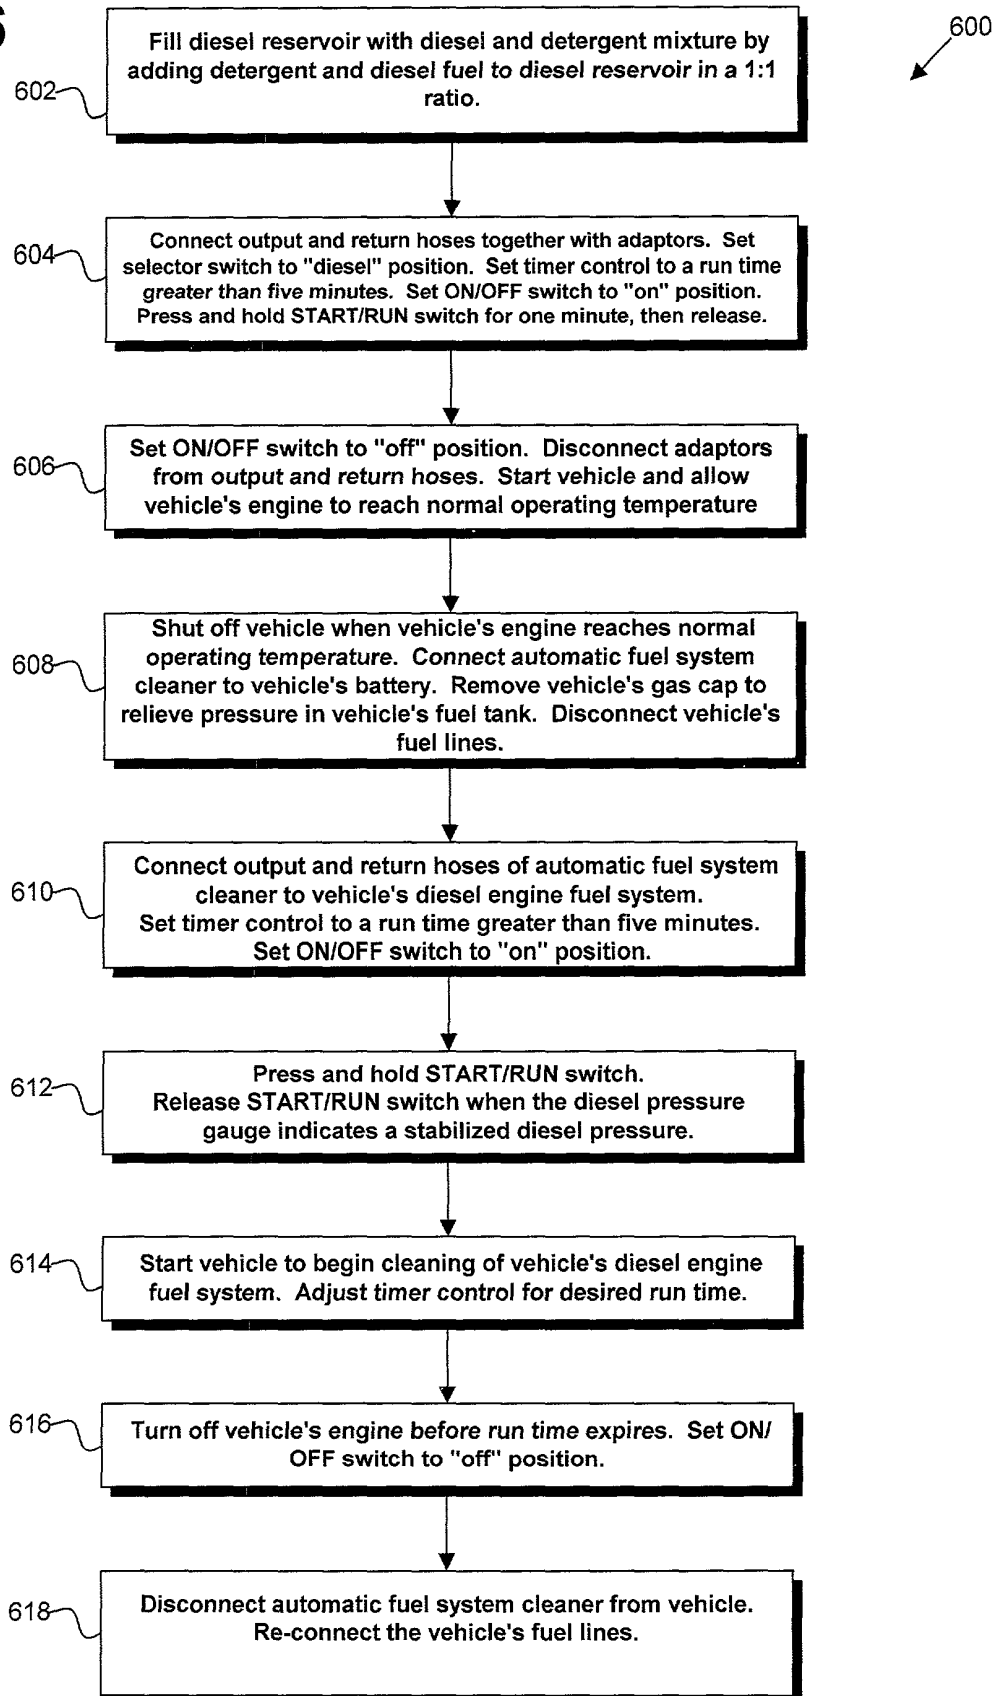 6
600
Fill diesel reservoir with diesel and detergent mixture by
adding detergent and diesel fuel to diesel reservoir in a 1:1
ratio.
602
Connect output and return hoses together with adaptors. Set
selector switch to "diesel" position. Set timer control to a run time
greater than five minutes. Set ON/OFF switch to "on" position.
Press and hold START/RUN switch for one minute, then release.
604
Set ON/OFF switch to "off" position. Disconnect adaptors
from output and return hoses. Start vehicle and allow
vehicle's engine to reach normal operating temperature
606
Shut off vehicle when vehicle's engine reaches normal
operating temperature. Connect automatic fuel system
cleaner to vehicle's battery. Remove vehicle's gas cap to
relieve pressure in vehicle's fuel tank. Disconnect vehicle's
fuel lines.
608
Connect output and return hoses of automatic fuel system
cleaner to vehicle's diesel engine fuel system.
Set timer control to a run time greater than five minutes.
Set ON/OFF switch to "on" position.
610
Press and hold START/RUN switch.
Release START/RUN switch when the diesel pressure
gauge indicates a stabilized diesel pressure.
612
Start vehicle to begin cleaning of vehicle's diesel engine
fuel system. Adjust timer control for desired run time.
614
Turn off vehicle's engine before run time expires. Set ON/
OFF switch to "off" position.
616
Disconnect automatic fuel system cleaner from vehicle.
Re-connect the vehicle's fuel lines.
618